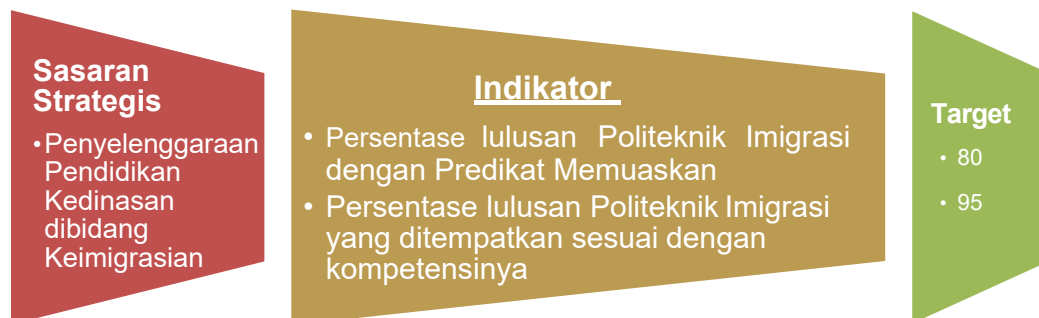 Sasaran
Strategis
•Penyelenggaraan
Pendidikan
Kedinasan
dibidang
Keimigrasian
Indikator
• Persentase lulusan Politeknik Imigrasi
dengan Predikat Memuaskan
• Persentase lulusan Politeknik Imigrasi
yang ditempatkan sesuai dengan
kompetensinya
Target
• 80
• 95